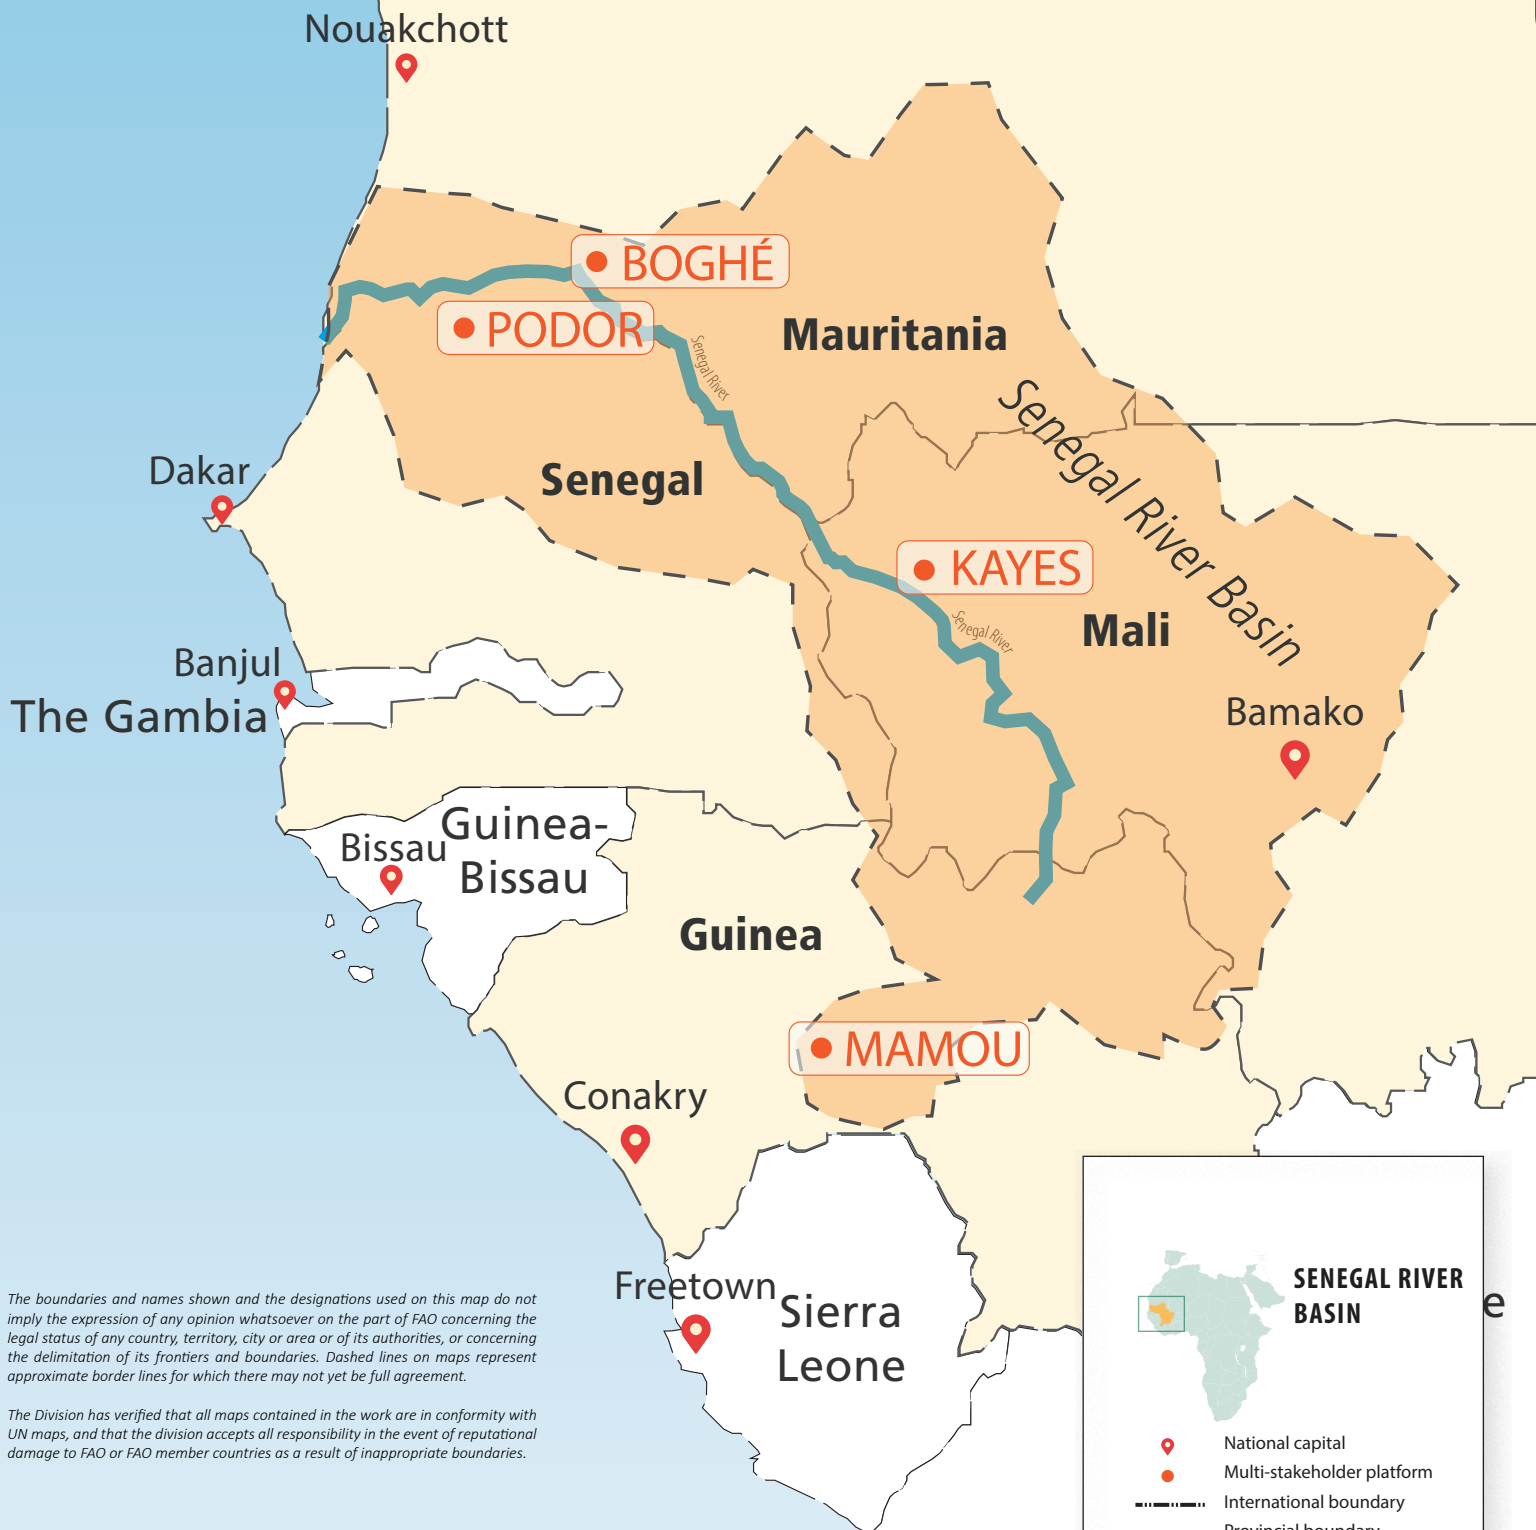 Nouakchott
BOGHÉ
PODOR
Mauritania
Senegal River
Senegal River Basin
Dakar
Senegal
KAYES
Senegal River
Mali
Banjul
The Gambia
Bamako
Guinea-
Bissau
Bissau
Guinea
MAMOU
Conakry
Freetown
Sierra
Leone
The boundaries and names shown and the designations used on this map do not
imply the expression of any opinion whatsoever on the part of FAO concerning the
legal status of any country, territory, city or area or of its authorities, or concerning
the delimitation of its frontiers and boundaries. Dashed lines on maps represent
approximate border lines for which there may not yet be full agreement.
The Division has verified that all maps contained in the work are in conformity with
UN maps, and that the division accepts all responsibility in the event of reputational
damage to FAO or FAO member countries as a result of inappropriate boundaries.
SENEGAL RIVER
BASIN
e
National capital
Multi-stakeholder platform
International boundary